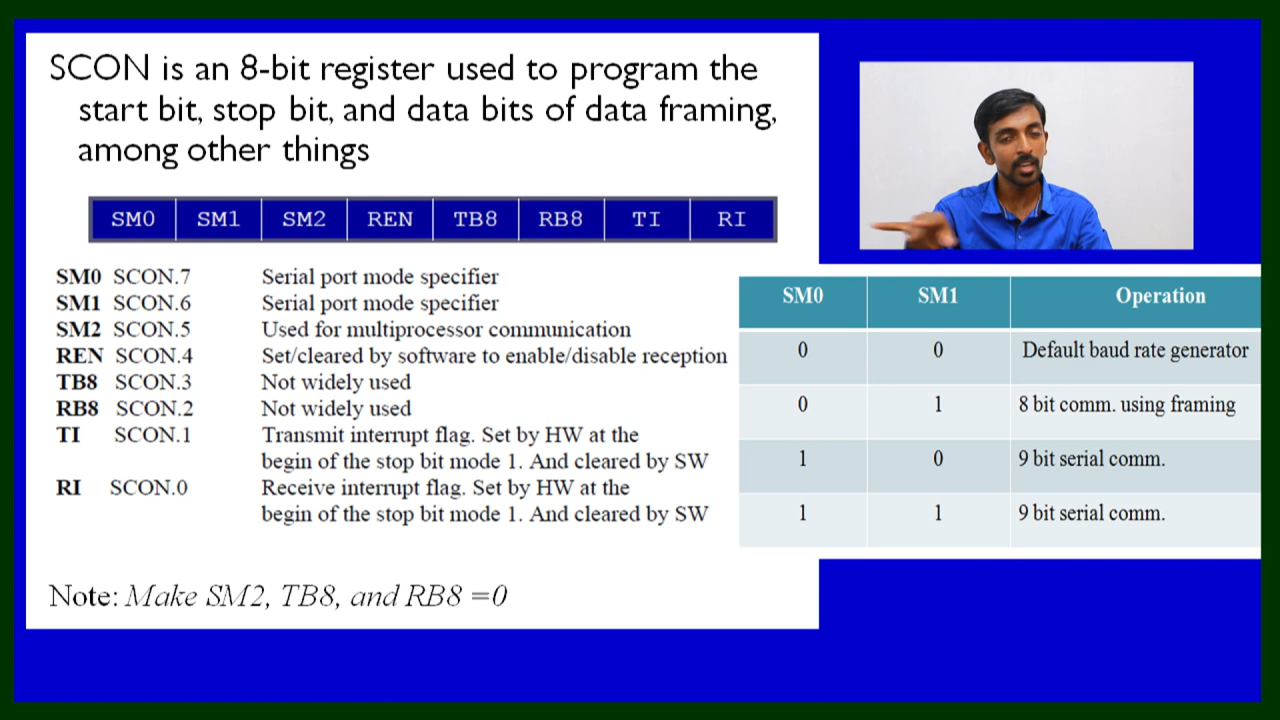 SCON is an 8-bit register used to program the
start bit, stop bit, and data bits of data framing,
among other things
SM0 SM1 SM2 REN TB8 RB8 TI RI
SM0 SCON.7 Serial port mode specifier
SM1 SCON.6 Serial port mode specifier
SM2 SCON.5 Used for multiprocessor communication
REN SCON.4 Set/cleared by software to enable/disable reception
TB8 SCON.3 Not widely used
RB8 SCON.2 Not widely used
TI SCON.1 Transmit interrupt flag. Set by HW at the
begin of the stop bit mode 1. And cleared by SW
RI SCON.0 Receive interrupt flag. Set by HW at the
begin of the stop bit mode 1. And cleared by SW
Note: Make SM2, TB8, and RB8 =0
SM0 SM1 Operation
0 0 Default baud rate generator
0 1 8 bit comm. using framing
1 0 9 bit serial comm.
1 1 9 bit serial comm.